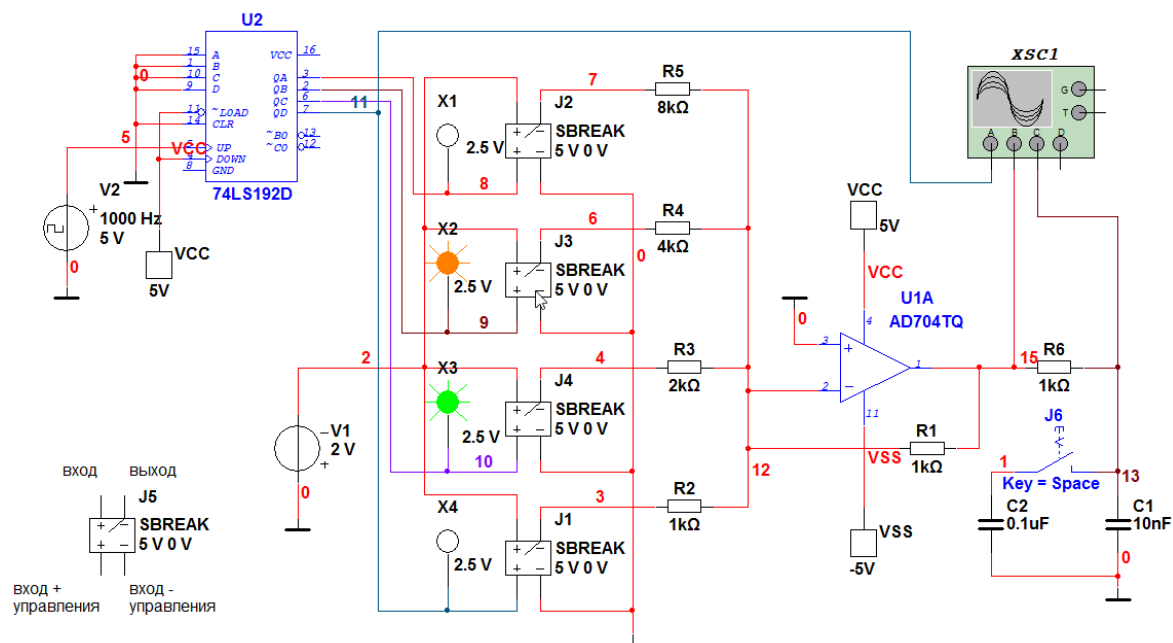 U2
15 A VCC 16
1 B
10 C QA 3
9 D QB 2
QC 6
11 ~LOAD QD 7
14 CLR
~BO 13
5 UP ~CO 12
4 DOWN
8 GND
74LS192D
0
11
5
VCC
V2
1000 Hz
5 V
0
VCC
5V
X1
2.5 V
8
J2
SBREAK
5 V 0 V
7
R5
8kΩ
X2
2.5 V
9
J3
SBREAK
5 V 0 V
6
R4
4kΩ
0
2
X3
2.5 V
10
J4
SBREAK
5 V 0 V
4
R3
2kΩ
V1
2 V
0
X4
2.5 V
J1
SBREAK
5 V 0 V
3
R2
1kΩ
12
вход выход
J5
SBREAK
5 V 0 V
вход + вход -
управления управления
XSC1
G
T
A B C D
VCC
5V
VCC
U1A
AD704TQ
0
4
3
2
1
11
VSS
R1
1kΩ
VSS
-5V
15
R6
1kΩ
J6
1
Key = Space
13
C2
0.1uF
C1
10nF
0